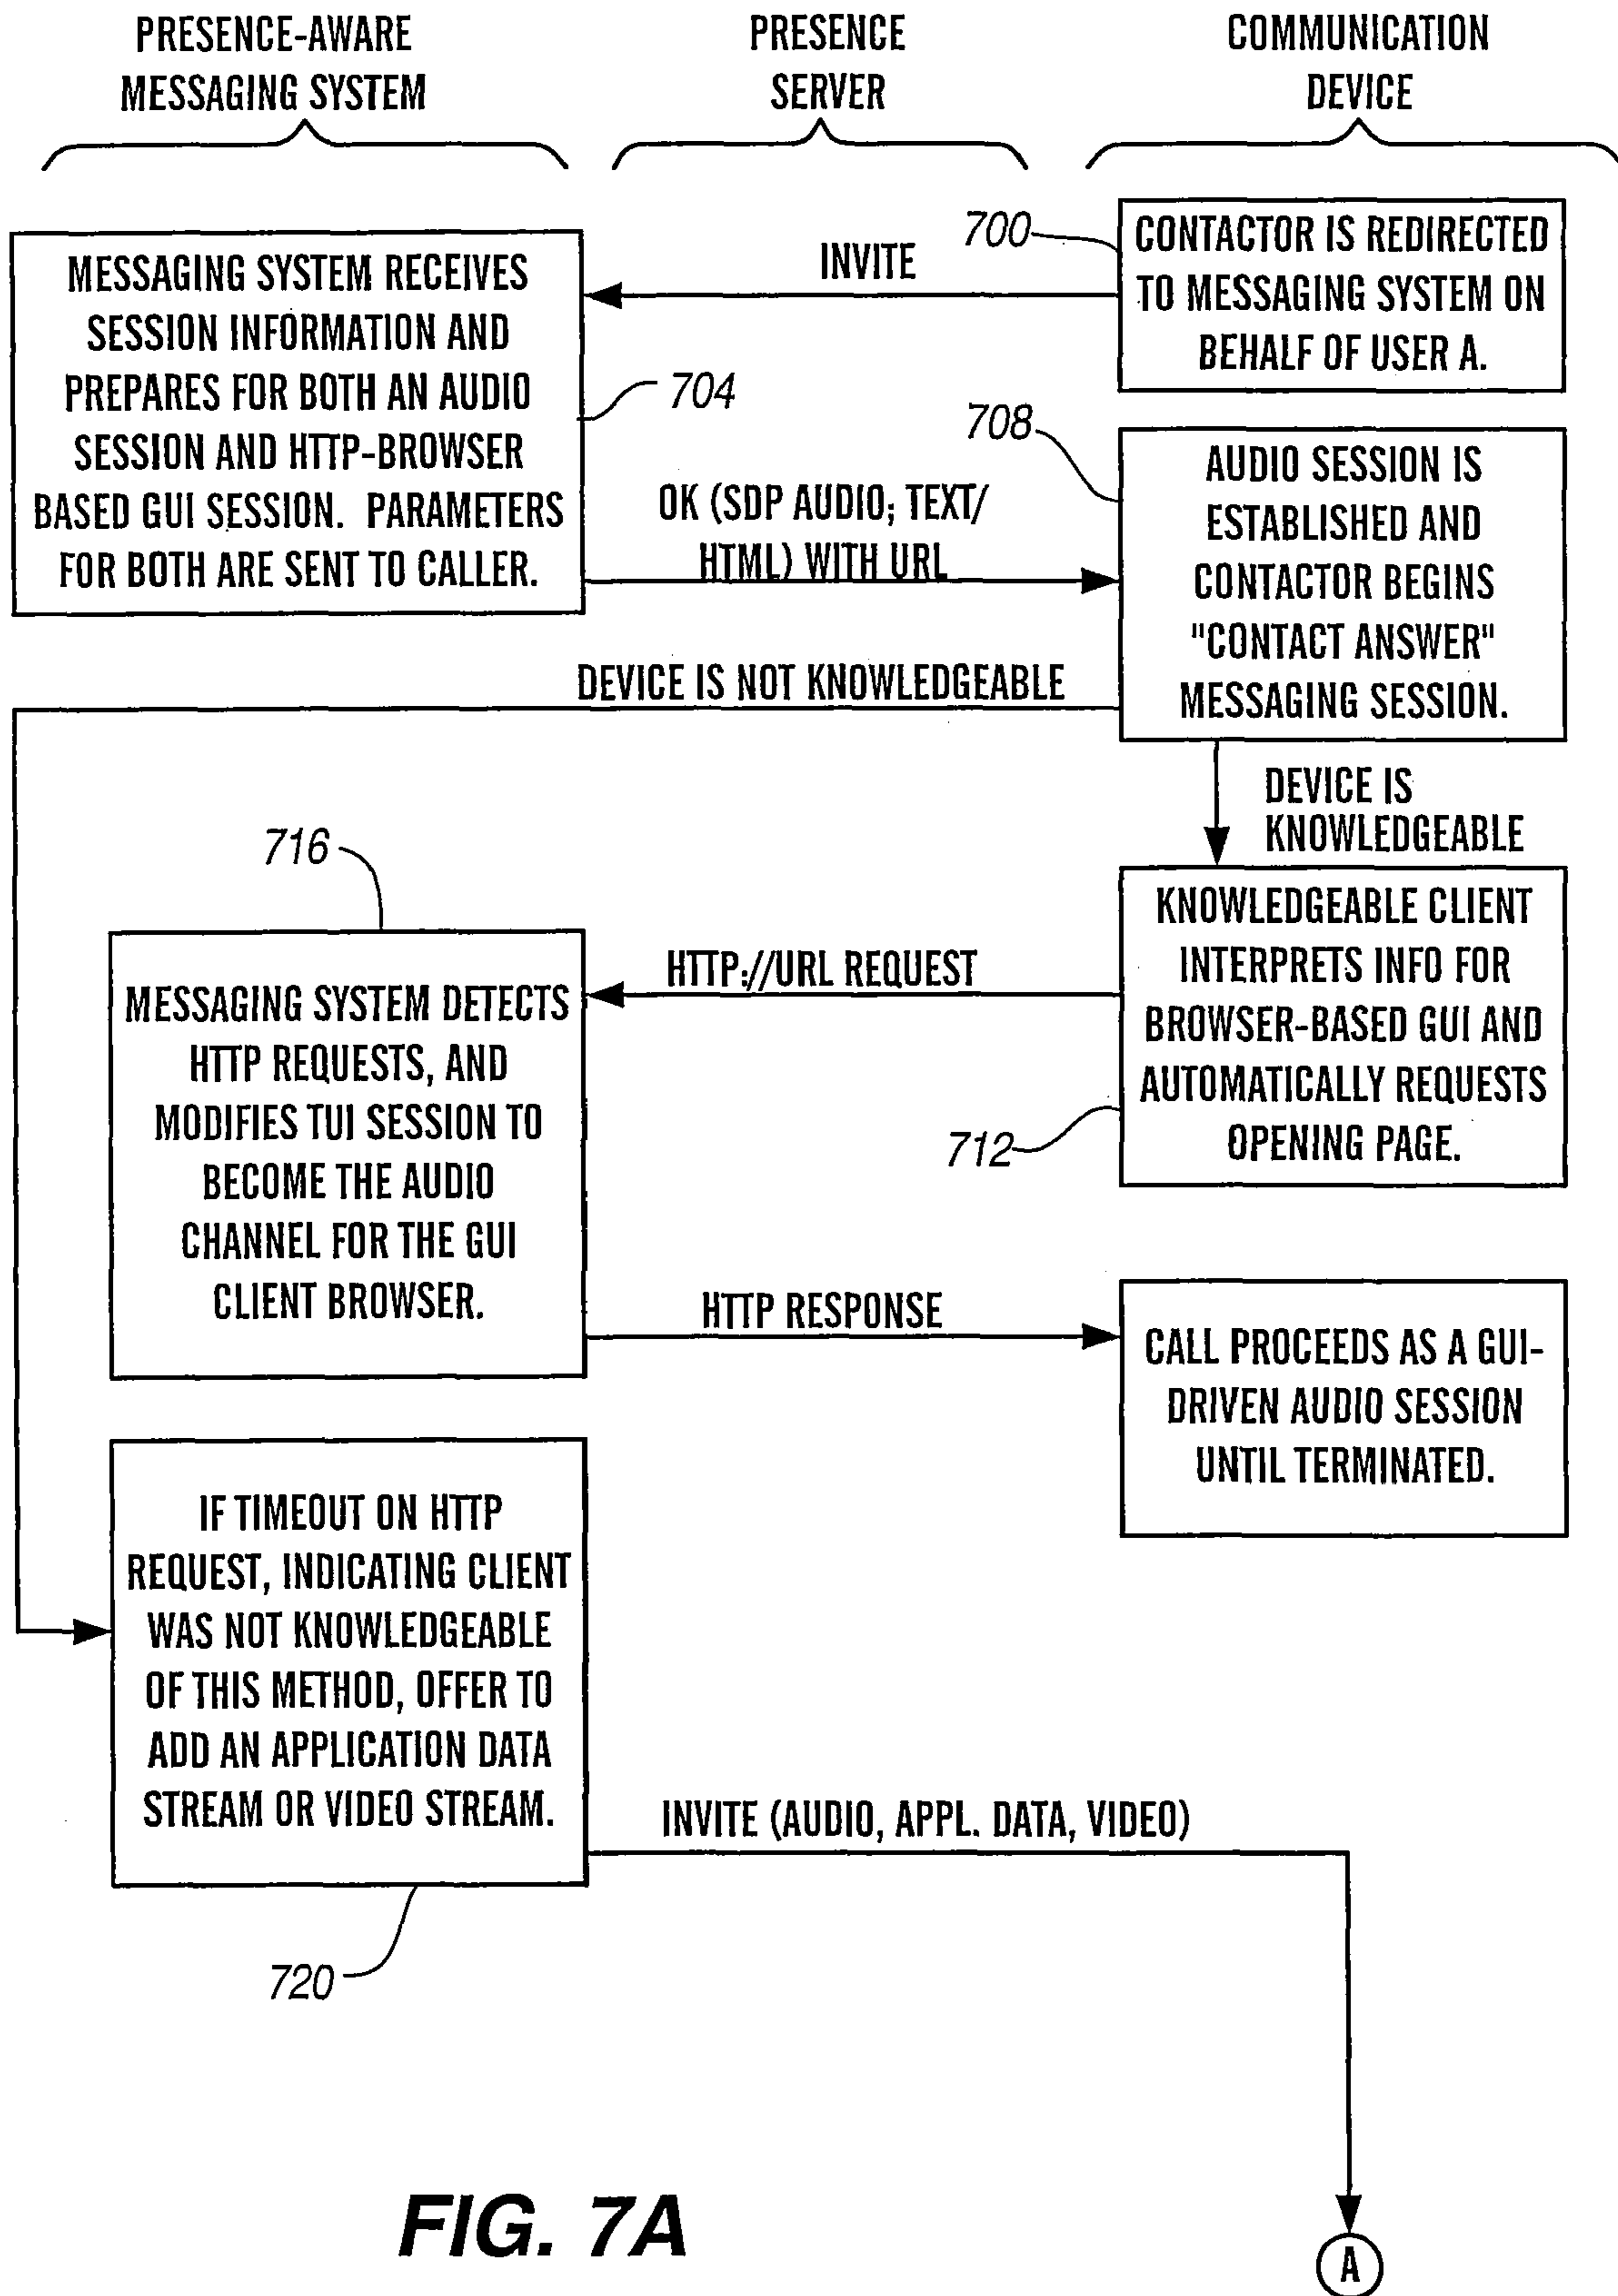 PRESENCE-AWARE
MESSAGING SYSTEM
PRESENCE
SERVER
COMMUNICATION
DEVICE
700
CONTACTOR IS REDIRECTED
TO MESSAGING SYSTEM ON
BEHALF OF USER A.
INVITE
MESSAGING SYSTEM RECEIVES
SESSION INFORMATION AND
PREPARES FOR BOTH AN AUDIO
SESSION AND HTTP-BROWSER
BASED GUI SESSION. PARAMETERS
FOR BOTH ARE SENT TO CALLER.
704
OK (SDP AUDIO; TEXT/
HTML) WITH URL
708
AUDIO SESSION IS
ESTABLISHED AND
CONTACTOR BEGINS
"CONTACT ANSWER"
MESSAGING SESSION.
DEVICE IS NOT KNOWLEDGEABLE
DEVICE IS
KNOWLEDGEABLE
KNOWLEDGEABLE CLIENT
INTERPRETS INFO FOR
BROWSER-BASED GUI AND
AUTOMATICALLY REQUESTS
OPENING PAGE.
712
HTTP://URL REQUEST
716
MESSAGING SYSTEM DETECTS
HTTP REQUESTS, AND
MODIFIES TUI SESSION TO
BECOME THE AUDIO
CHANNEL FOR THE GUI
CLIENT BROWSER.
HTTP RESPONSE
CALL PROCEEDS AS A GUI-
DRIVEN AUDIO SESSION
UNTIL TERMINATED.
IF TIMEOUT ON HTTP
REQUEST, INDICATING CLIENT
WAS NOT KNOWLEDGEABLE
OF THIS METHOD, OFFER TO
ADD AN APPLICATION DATA
STREAM OR VIDEO STREAM.
720
INVITE (AUDIO, APPL. DATA, VIDEO)
A
FIG. 7A